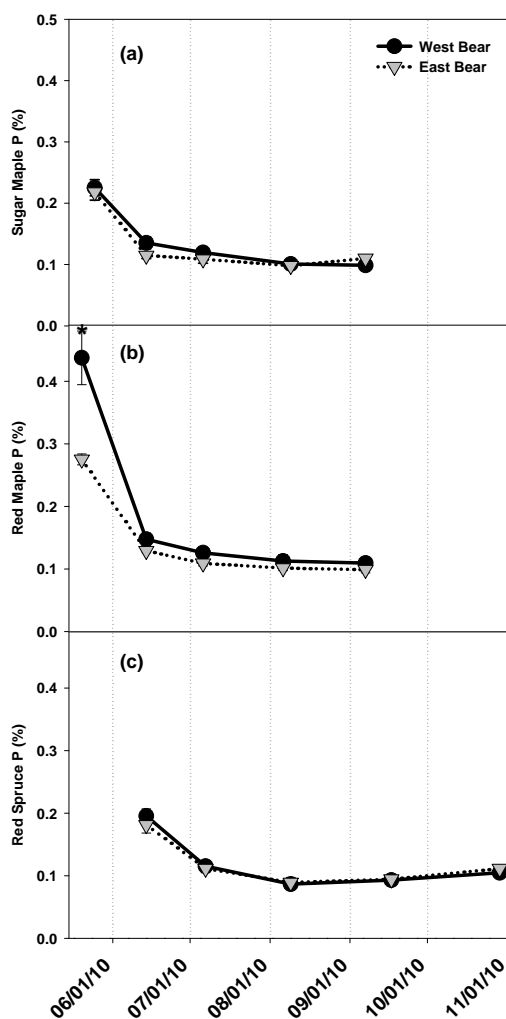 0.5
(a)
West Bear
East Bear
0.4
0.3
0.2
0.1
0.0
Sugar Maple P (%)
*
(b)
0.4
0.3
0.2
0.1
0.0
Red Maple P (%)
(c)
0.4
0.3
0.2
0.1
0.0
Red Spruce P (%)
06/01/10
07/01/10
08/01/10
09/01/10
10/01/10
11/01/10